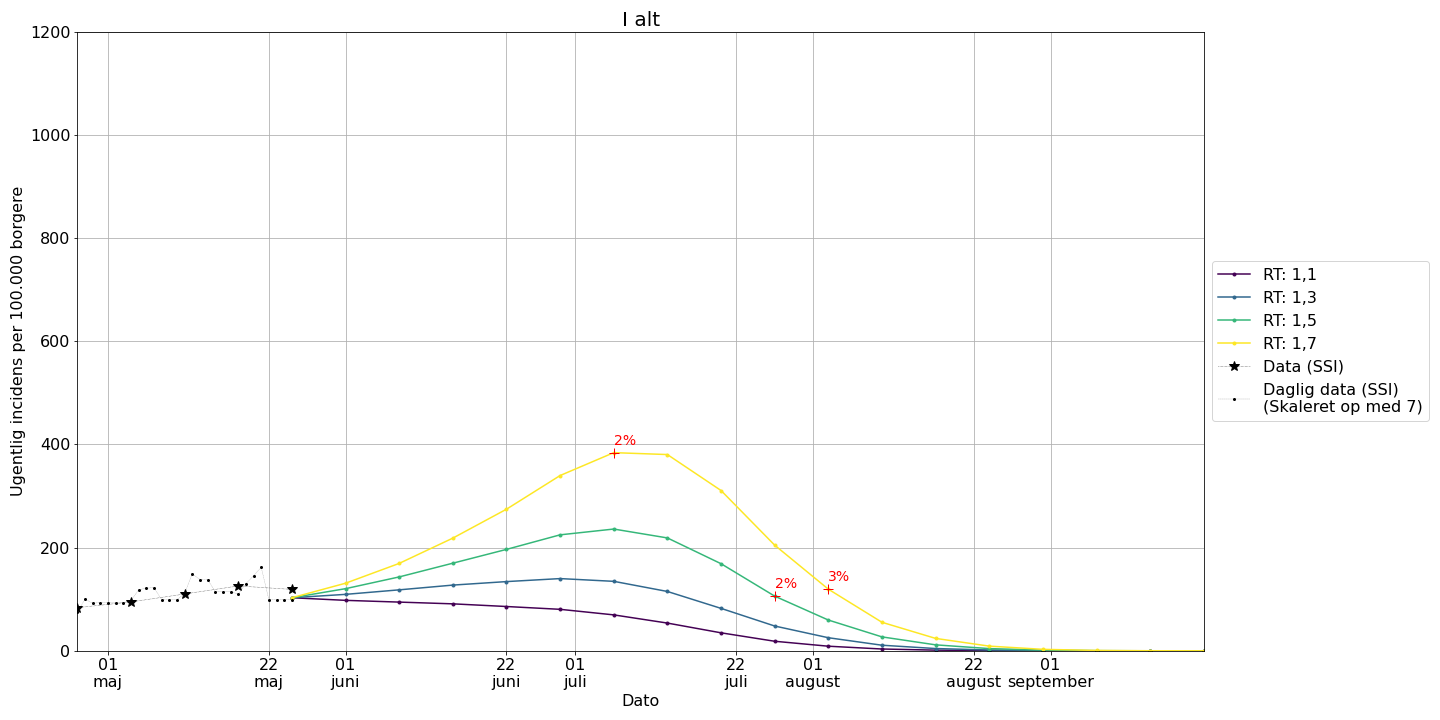 I alt
Ugentlig incidens per 100.000 borgere
1200
1000
800
600
400
200
0
2%
2%
3%
01
maj
22
maj
01
juni
22
juni
01
juli
22
juli
01
august
22
august
01
september
Dato
RT: 1,1
RT: 1,3
RT: 1,5
RT: 1,7
Data (SSI)
Daglig data (SSI)
(Skaleret op med 7)